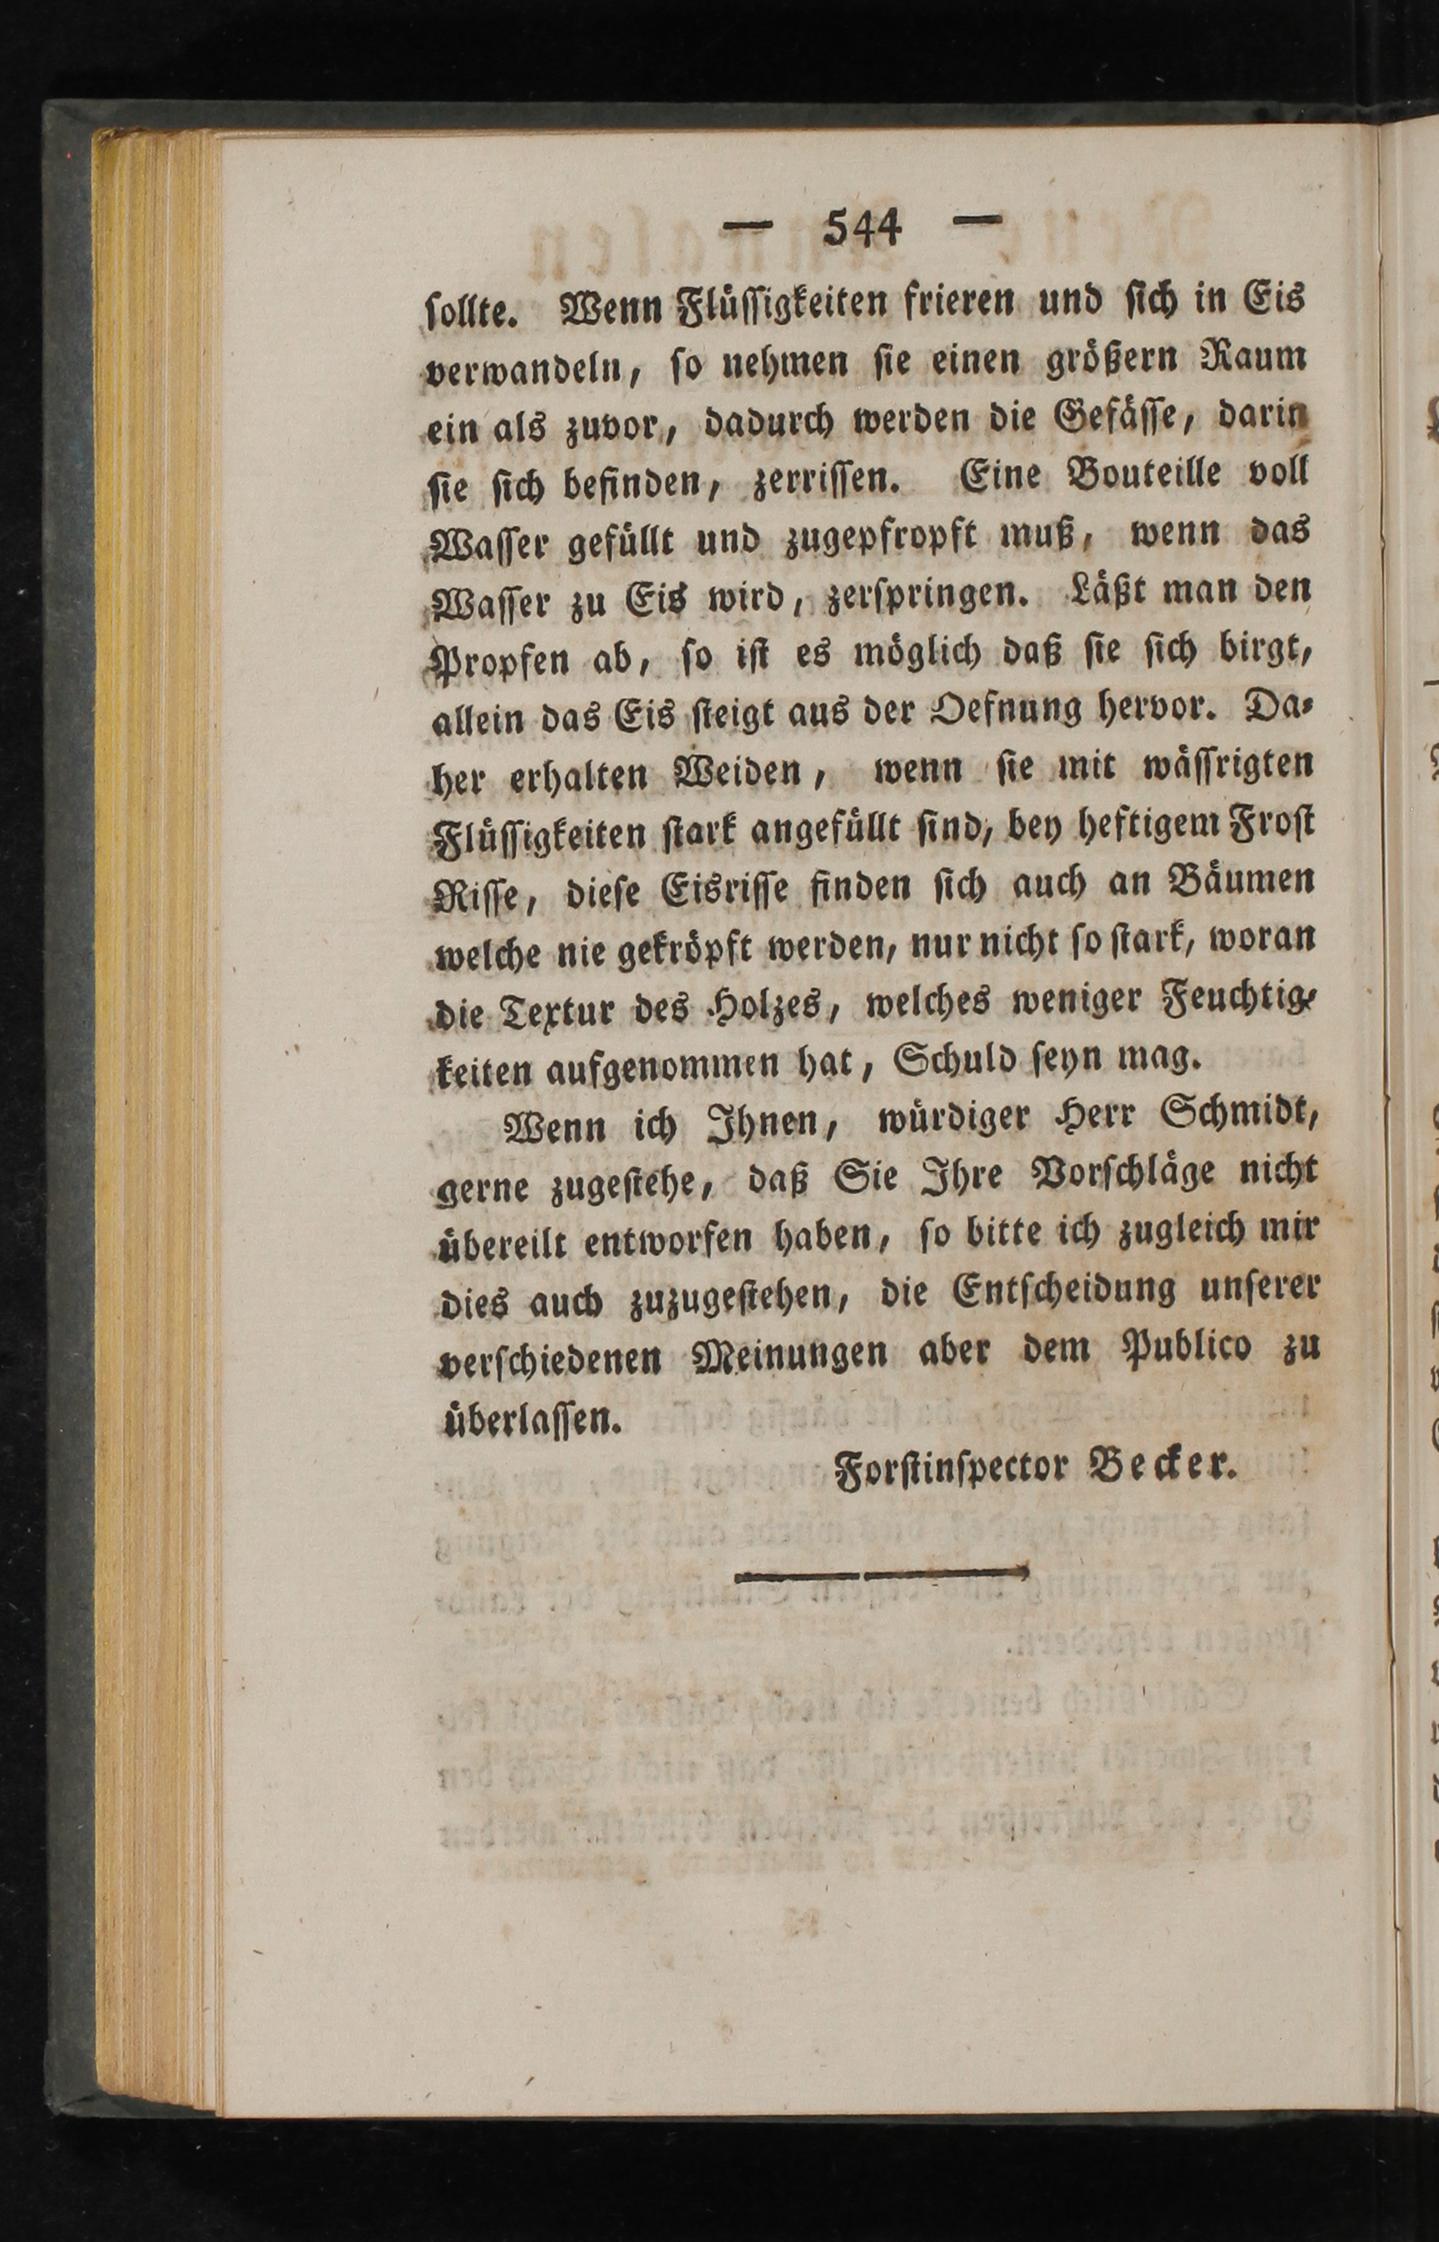 — 544 —
ſollte. Wenn Flüſſigkeiten frieren und ſich in Eis
verwandeln, ſo nehmen ſie einen größern Raum
ein als zuvor, dadurch werden die Gefäſſe, darin
ſie ſich befinden, zerriſſen. Eine Bouteille voll
Waſſer gefüllt und zugepfropft muß, wenn das
Waſſer zu Eis wird, zerſpringen. Läßt man den
Propfen ab, ſo iſt es möglich daß ſie ſich birgt,
allein das Eis ſteigt aus der Oefnung hervor. Da-
her erhalten Weiden, wenn ſie mit wäſſrigten
Flüſſigkeiten ſtark angefüllt ſind, bey heftigem Froſt
Riſſe, dieſe Eisriſſe finden ſich auch an Bäumen
welche nie gekröpft werden, nur nicht ſo ſtark, woran
die Textur des Holzes, welches weniger Feuchtig-
keiten aufgenommen hat, Schuld ſeyn mag.
Wenn ich Ihnen, würdiger Herr Schmidt,
gerne zugeſtehe, daß Sie Ihre Vorſchläge nicht
übereilt entworfen haben, ſo bitte ich zugleich mir
dies auch zuzugeſtehen, die Entſcheidung unſerer
verſchiedenen Meinungen aber dem Publico zu
überlaſſen.
Forſtinſpector Becker.